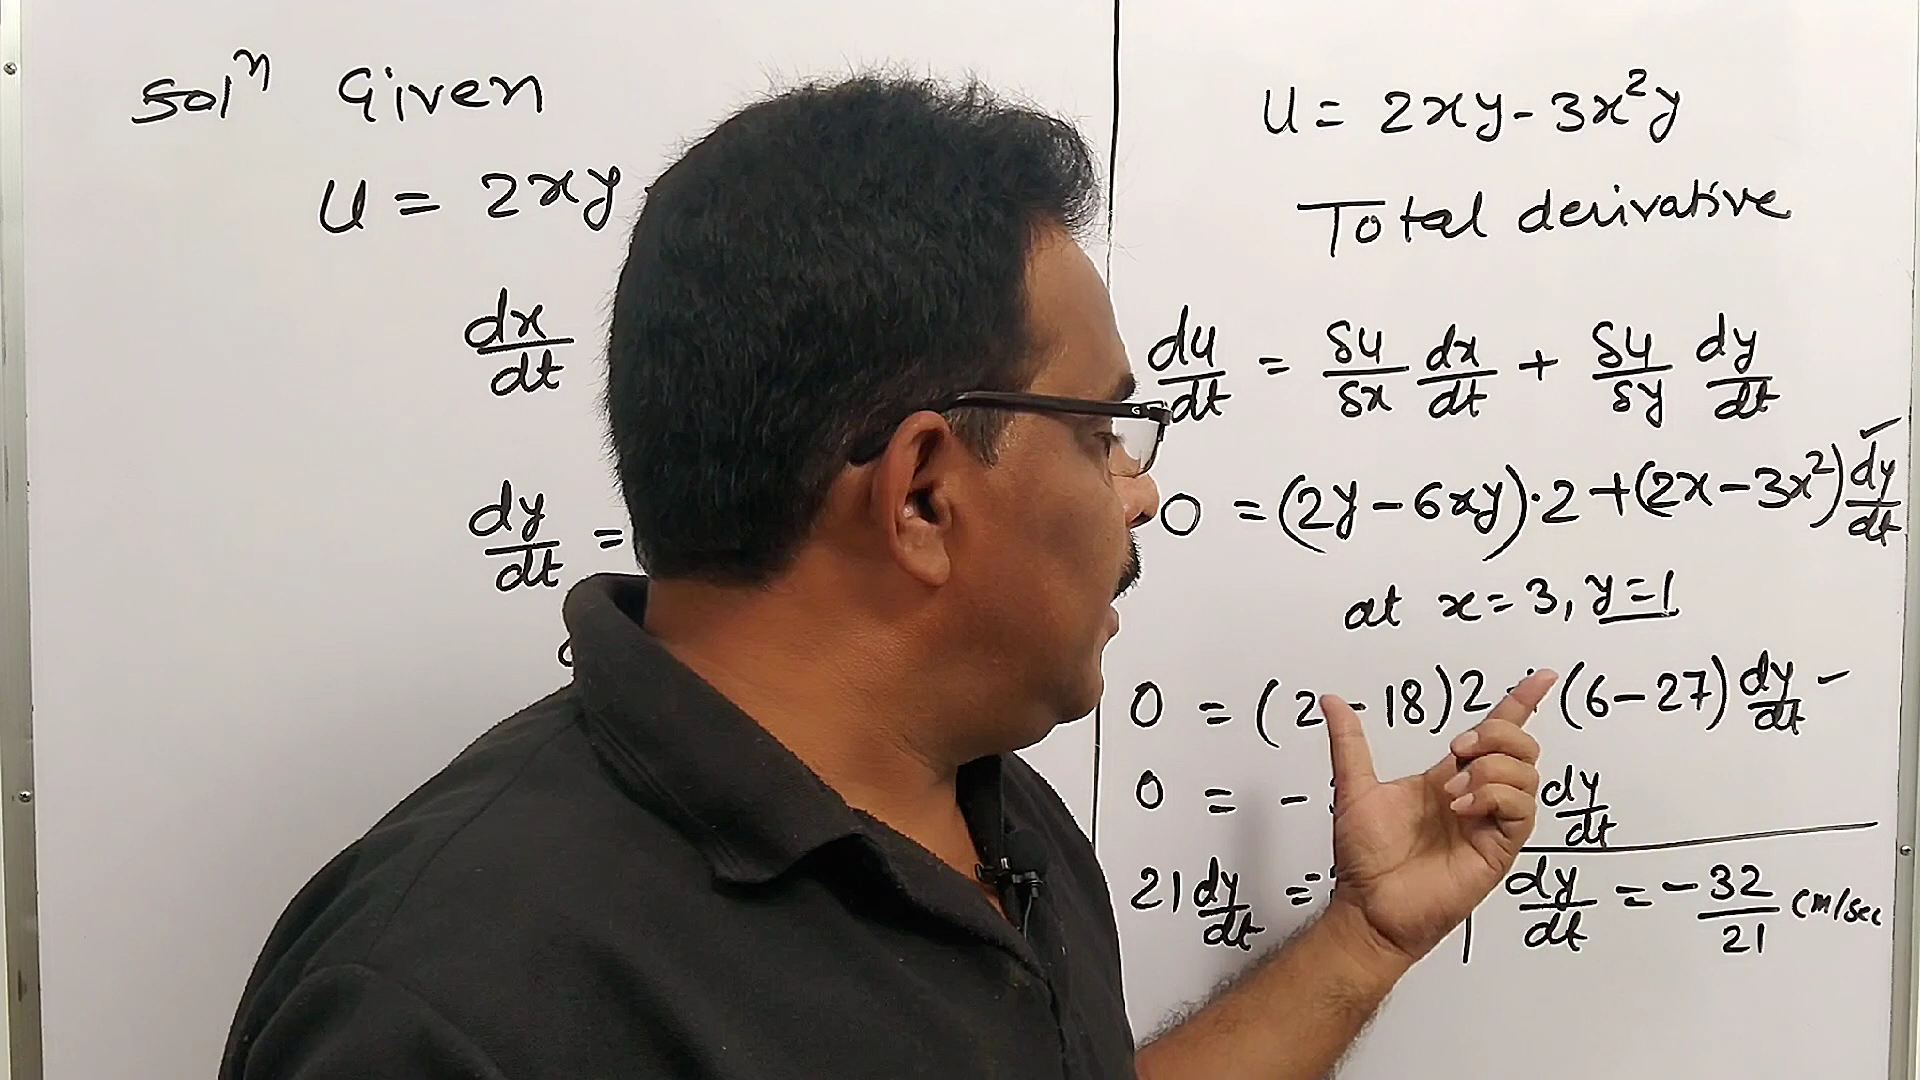 Solⁿ Given
U = 2xy
dx/dt
dy/dt =
U = 2xy - 3x²y
Total derivative
du/dt = δu/δx dx/dt + δu/δy dy/dt
0 = (2y - 6xy)·2 + (2x - 3x²) dy/dt
at x = 3, y = 1
0 = (2 - 18)2 + (6 - 27) dy/dt
0 = - dy/dt
21 dy/dt = -
dy/dt = -32/21 cm/sec